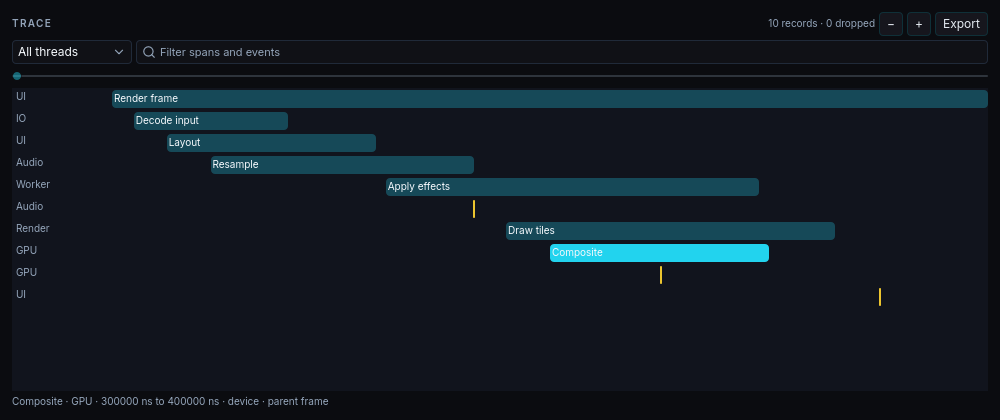 TRACE 10 records · 0 dropped − + Export
All threads Filter spans and events
UI Render frame
IO Decode input
UI Layout
Audio Resample
Worker Apply effects
Audio
Render Draw tiles
GPU Composite
GPU
UI
Composite · GPU · 300000 ns to 400000 ns · device · parent frame